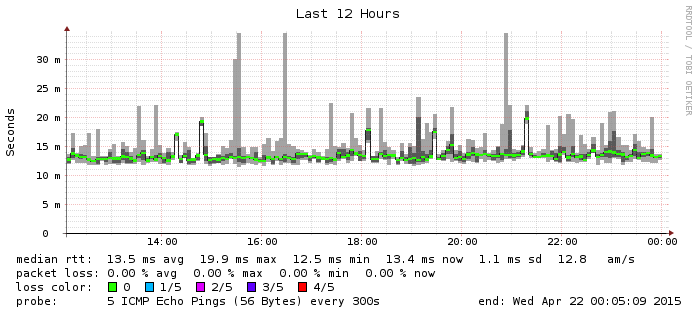 Last 12 Hours
RRDTOOL / TOBI OETIKER
Seconds
30 m
25 m
20 m
15 m
10 m
5 m
0
14:00 16:00 18:00 20:00 22:00 00:00
median rtt: 13.5 ms avg 19.9 ms max 12.5 ms min 13.4 ms now 1.1 ms sd 12.8 am/s
packet loss: 0.00 % avg 0.00 % max 0.00 % min 0.00 % now
loss color: 0 1/5 2/5 3/5 4/5
probe: 5 ICMP Echo Pings (56 Bytes) every 300s end: Wed Apr 22 00:05:09 2015